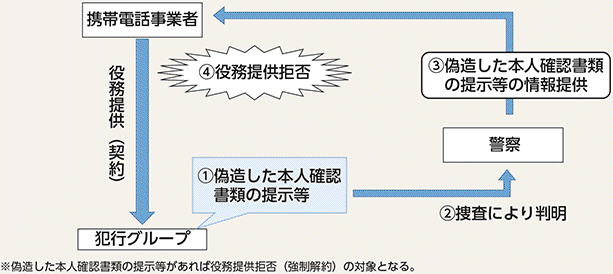 携帯電話事業者
④役務提供拒否
③偽造した本人確認書類
の提示等の情報提供
役務提供（契約）
警察
①偽造した本人確認
書類の提示等
②捜査により判明
犯行グループ
※偽造した本人確認書類の提示等があれば役務提供拒否（強制解約）の対象となる。